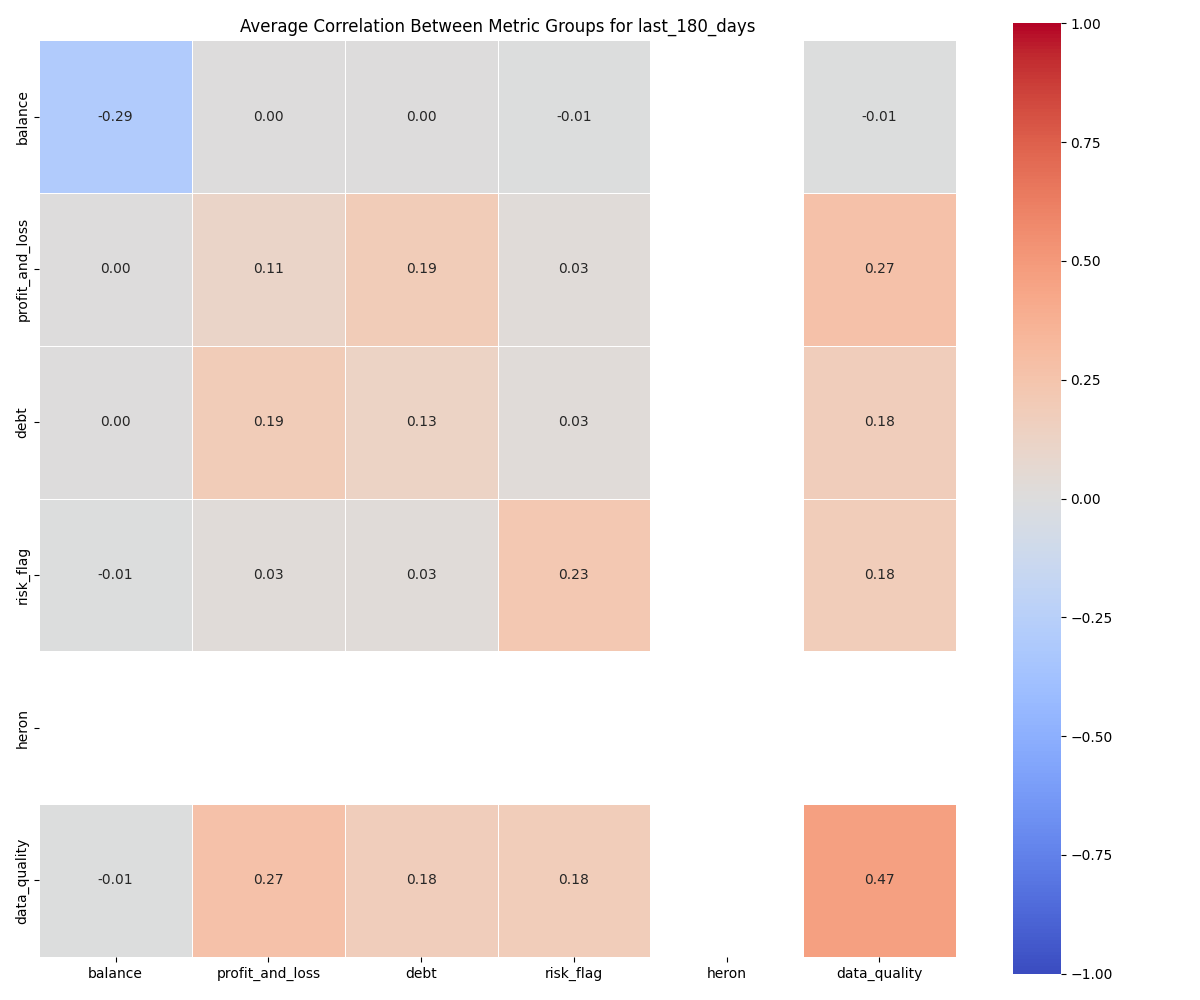 Average Correlation Between Metric Groups for last_180_days
balance
-0.29 0.00 0.00 -0.01 -0.01
profit_and_loss
0.00 0.11 0.19 0.03 0.27
debt
0.00 0.19 0.13 0.03 0.18
risk_flag
-0.01 0.03 0.03 0.23 0.18
heron
data_quality
-0.01 0.27 0.18 0.18 0.47
balance profit_and_loss debt risk_flag heron data_quality
1.00
0.75
0.50
0.25
0.00
−0.25
−0.50
−0.75
−1.00